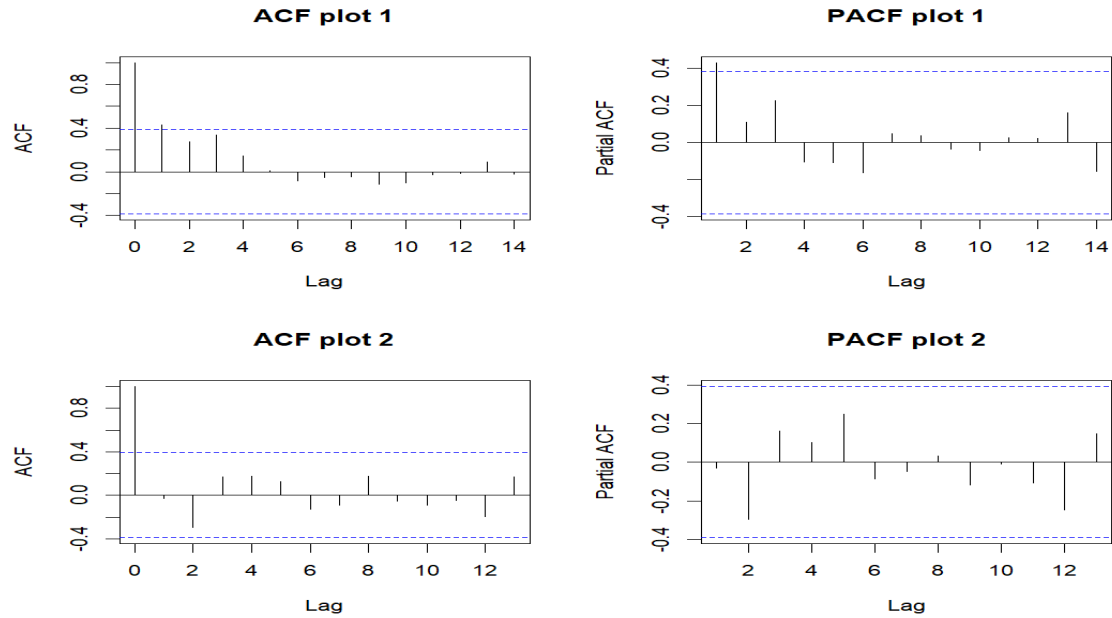 ACF plot 1
ACF
-0.4 0.0 0.4 0.8
0 2 4 6 8 10 12 14
Lag
PACF plot 1
Partial ACF
-0.4 0.0 0.2 0.4
2 4 6 8 10 12 14
Lag
ACF plot 2
ACF
-0.4 0.0 0.4 0.8
0 2 4 6 8 10 12
Lag
PACF plot 2
Partial ACF
-0.4 -0.2 0.0 0.2 0.4
2 4 6 8 10 12
Lag